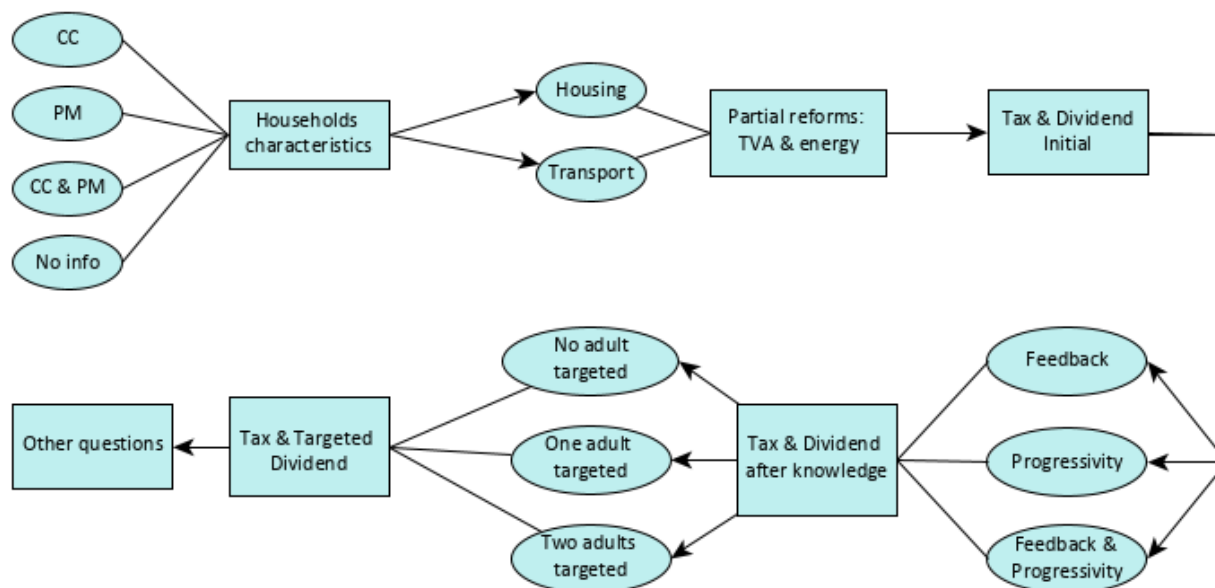 CC
PM
CC & PM
No info
Households
characteristics
Housing
Transport
Partial reforms:
TVA & energy
Tax & Dividend
Initial
Feedback
Progressivity
Feedback &
Progressivity
Tax & Dividend
after knowledge
No adult
targeted
One adult
targeted
Two adults
targeted
Tax & Targeted
Dividend
Other questions